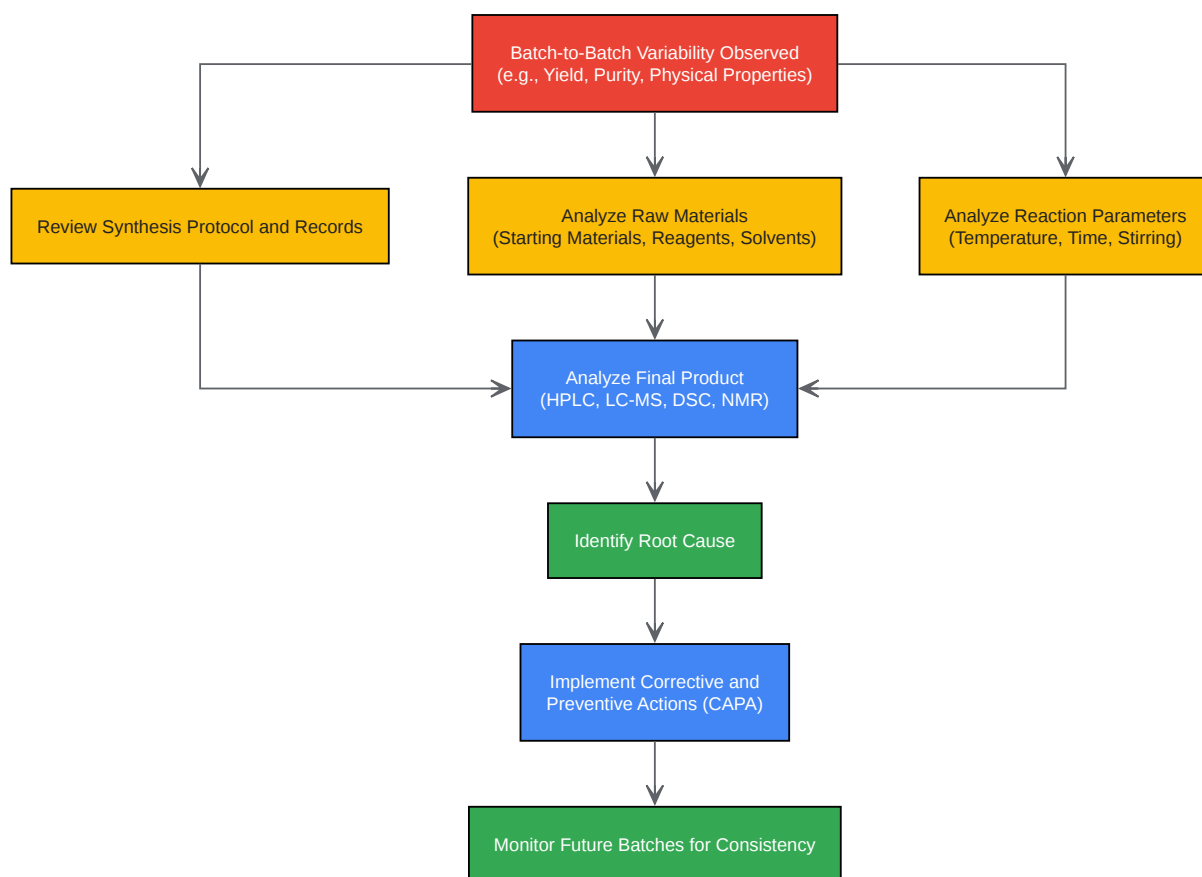 Batch-to-Batch Variability Observed
(e.g., Yield, Purity, Physical Properties)
Review Synthesis Protocol and Records
Analyze Raw Materials
(Starting Materials, Reagents, Solvents)
Analyze Reaction Parameters
(Temperature, Time, Stirring)
Analyze Final Product
(HPLC, LC-MS, DSC, NMR)
Identify Root Cause
Implement Corrective and
Preventive Actions (CAPA)
Monitor Future Batches for Consistency